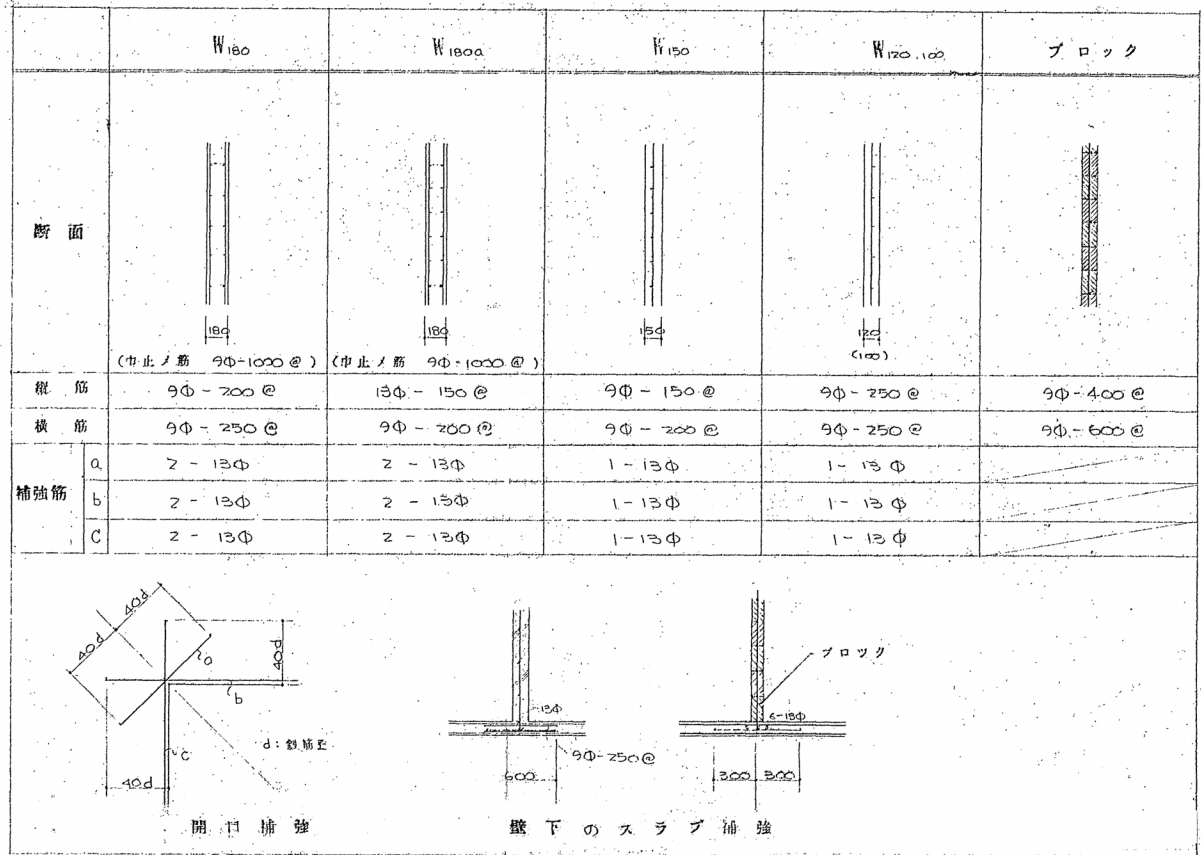 W180 W180a W150 W120.100 ブロック
断面
180 180 150 120
(100)
(巾止メ筋 9Φ-1000@) (巾止メ筋 9Φ-1000@)
縦筋 9Φ-200@ 13Φ-150@ 9Φ-150@ 9Φ-250@ 9Φ-400@
横筋 9Φ-250@ 9Φ-200@ 9Φ-200@ 9Φ-250@ 9Φ-600@
補強筋
a 2-13Φ 2-13Φ 1-13Φ 1-13Φ
b 2-13Φ 2-13Φ 1-13Φ 1-13Φ
C 2-13Φ 2-13Φ 1-13Φ 1-13Φ
40d
40d
40d
a
b
c
d:鉄筋径
40d
開口補強
13Φ
9Φ-250@
600
ブロック
6-13Φ
300 300
壁下のスラブ補強